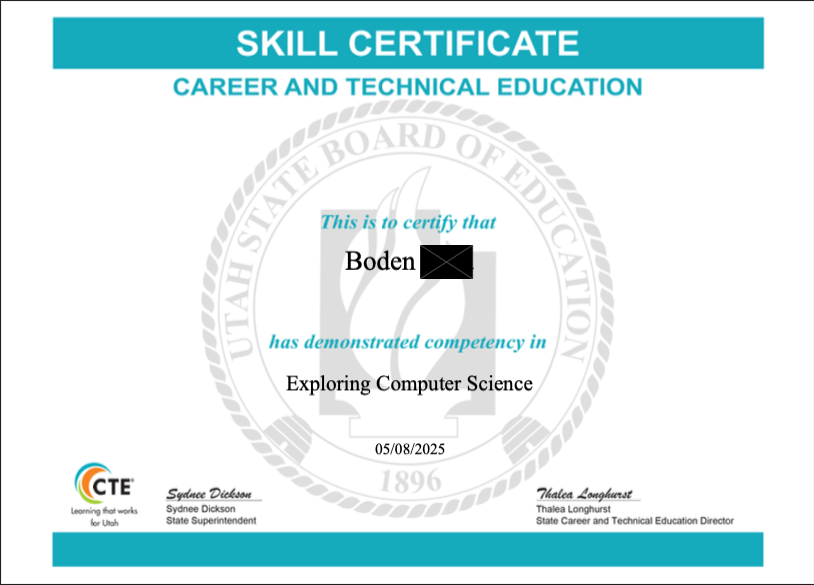 SKILL CERTIFICATE
CAREER AND TECHNICAL EDUCATION
UTAH STATE BOARD OF EDUCATION
This is to certify that
Boden
has demonstrated competency in
Exploring Computer Science
05/08/2025
1896
CTE®
Learning that works
for Utah
Sydnee Dickson
Sydnee Dickson
State Superintendent
Thalea Longhurst
Thalea Longhurst
State Career and Technical Education Director